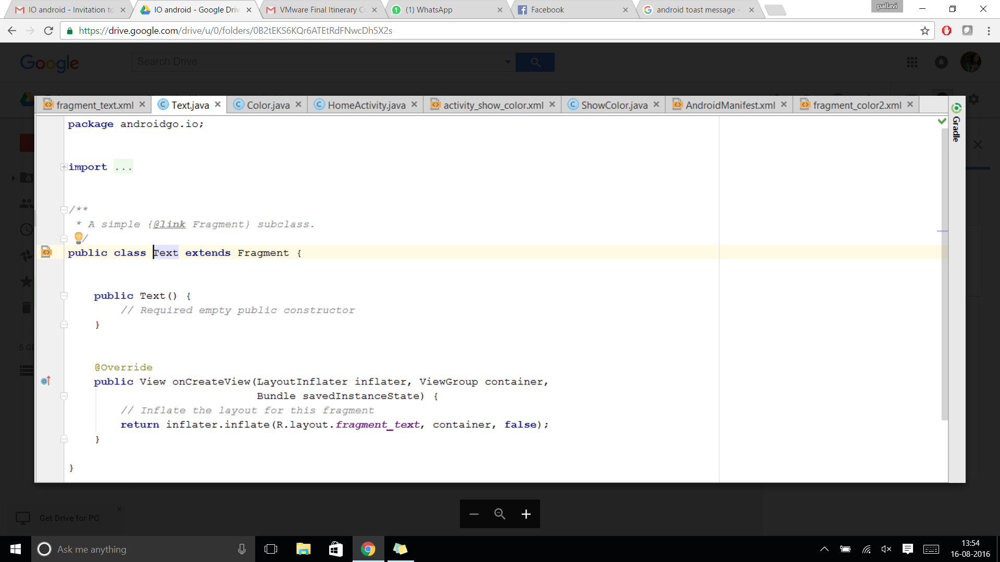 IO android - Invitation to
IO android - Google Driv
VMware Final Itinerary C
(1) WhatsApp
Facebook
android toast message -
pallavi
https://drive.google.com/drive/u/0/folders/0B2tEKS6KQr6ATEtRdFNwcDh5X2s
Google
Search Drive
fragment_text.xml
Text.java
Color.java
HomeActivity.java
activity_show_color.xml
ShowColor.java
AndroidManifest.xml
fragment_color2.xml
Gradle
package androidgo.io;
import ...
/**
* A simple {@link Fragment} subclass.
*/
public class Text extends Fragment {
public Text() {
// Required empty public constructor
}
@Override
public View onCreateView(LayoutInflater inflater, ViewGroup container,
Bundle savedInstanceState) {
// Inflate the layout for this fragment
return inflater.inflate(R.layout.fragment_text, container, false);
}
}
5 G
Get Drive for PC
Ask me anything
13:54
16-08-2016